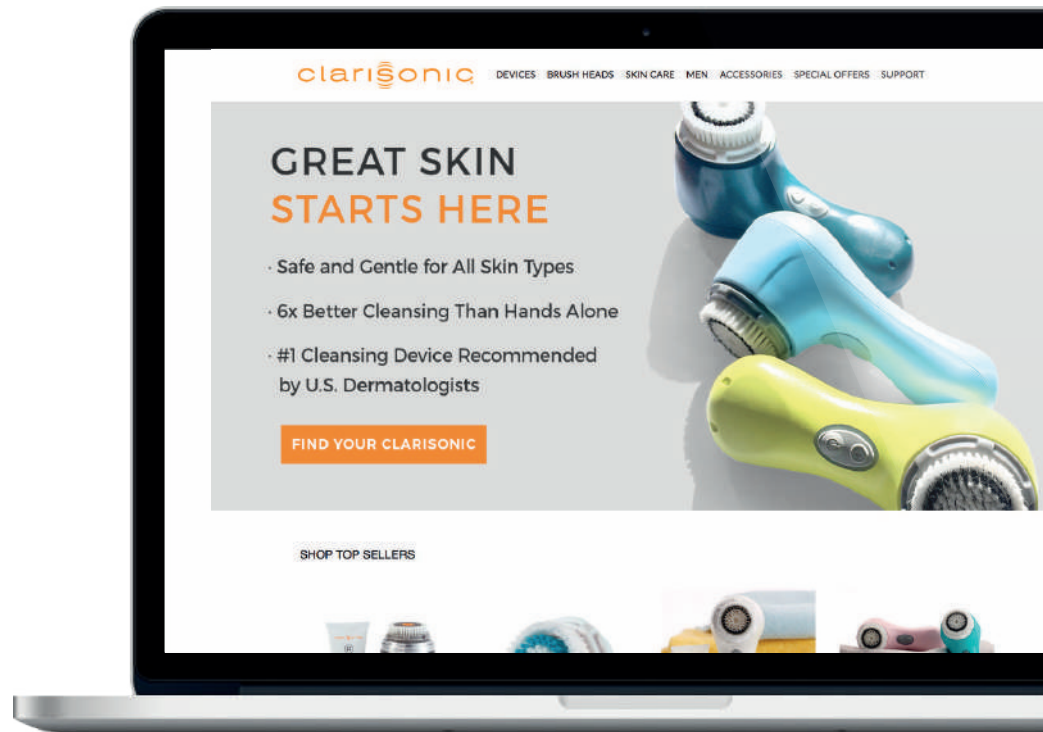 clarisonic
DEVICES BRUSH HEADS SKIN CARE MEN ACCESSORIES SPECIAL OFFERS SUPPORT
GREAT SKIN
STARTS HERE
· Safe and Gentle for All Skin Types
· 6x Better Cleansing Than Hands Alone
· #1 Cleansing Device Recommended
by U.S. Dermatologists
FIND YOUR CLARISONIC
SHOP TOP SELLERS